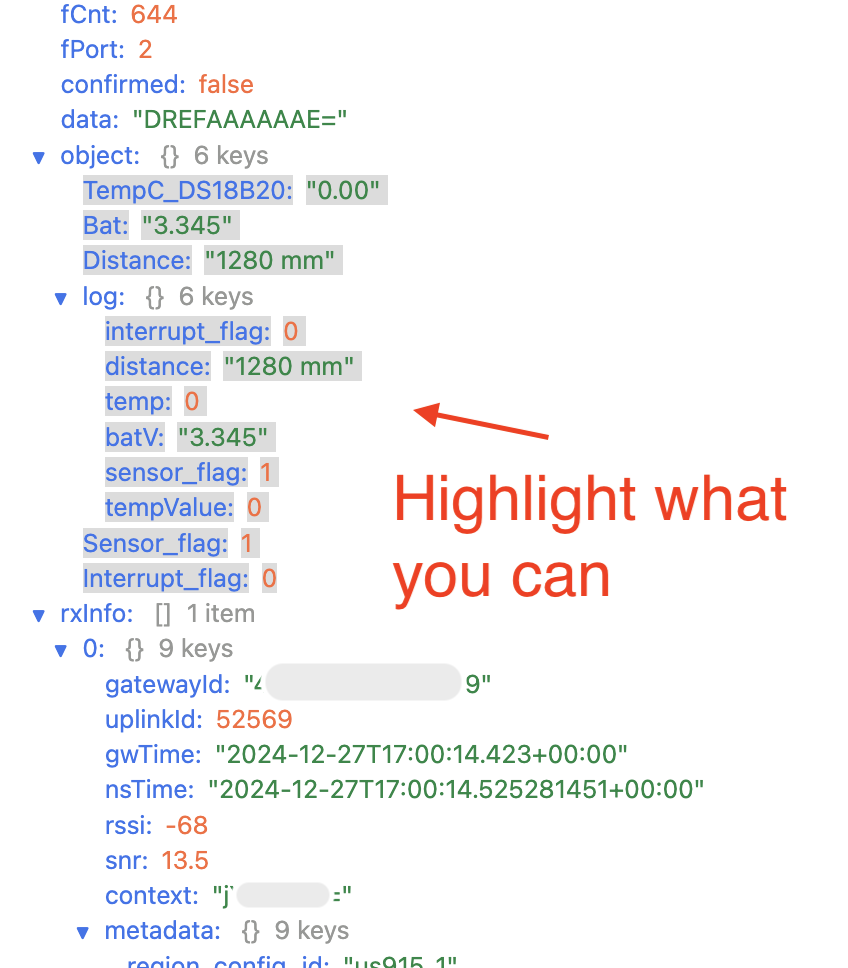 fCnt: 644
fPort: 2
confirmed: false
data: "DREFAAAAAAE="
▼ object: {} 6 keys
TempC_DS18B20: "0.00"
Bat: "3.345"
Distance: "1280 mm"
▼ log: {} 6 keys
interrupt_flag: 0
distance: "1280 mm"
temp: 0
batV: "3.345"
sensor_flag: 1
tempValue: 0
Sensor_flag: 1
Interrupt_flag: 0
Highlight what
you can
▼ rxInfo: [] 1 item
▼ 0: {} 9 keys
gatewayId: "4 9"
uplinkId: 52569
gwTime: "2024-12-27T17:00:14.423+00:00"
nsTime: "2024-12-27T17:00:14.525281451+00:00"
rssi: -68
snr: 13.5
context: "j ="
▼ metadata: {} 9 keys
region_config_id: "us915_1"